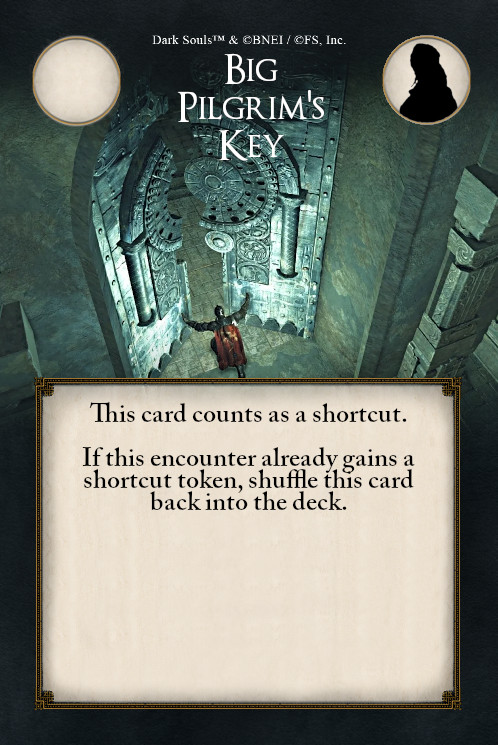 Dark Souls™ & ©BNEI / ©FS, Inc.
Big
Pilgrim's
Key
This card counts as a shortcut.
If this encounter already gains a
shortcut token, shuffle this card
back into the deck.